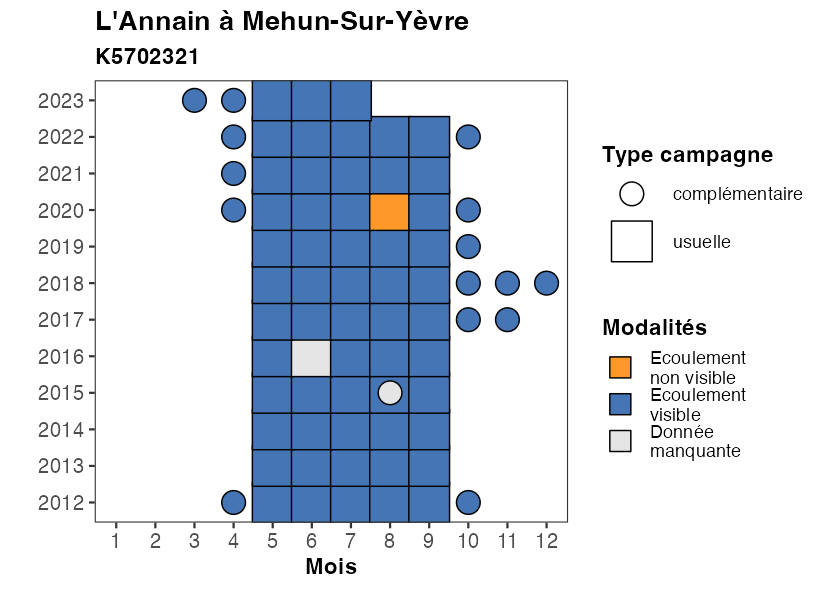 L'Annain à Mehun-Sur-Yèvre
K5702321
2023
2022
2021
2020
2019
2018
2017
2016
2015
2014
2013
2012
1 2 3 4 5 6 7 8 9 10 11 12
Mois
Type campagne
complémentaire
usuelle
Modalités
Ecoulement
non visible
Ecoulement
visible
Donnée
manquante